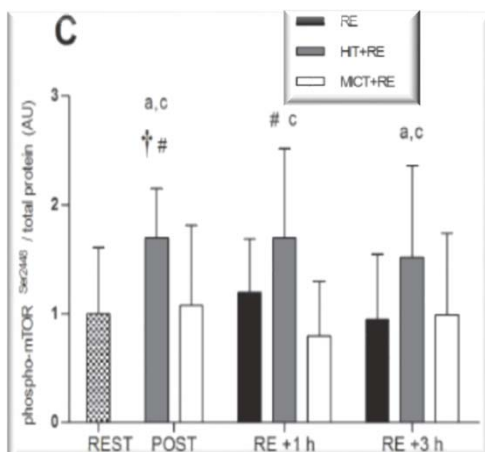 C
RE
HIT+RE
MICT+RE
phospho-mTOR Ser2448 / total protein (AU)
3
2
1
0
a,c
†#
# c
a,c
REST POST RE +1 h RE +3 h